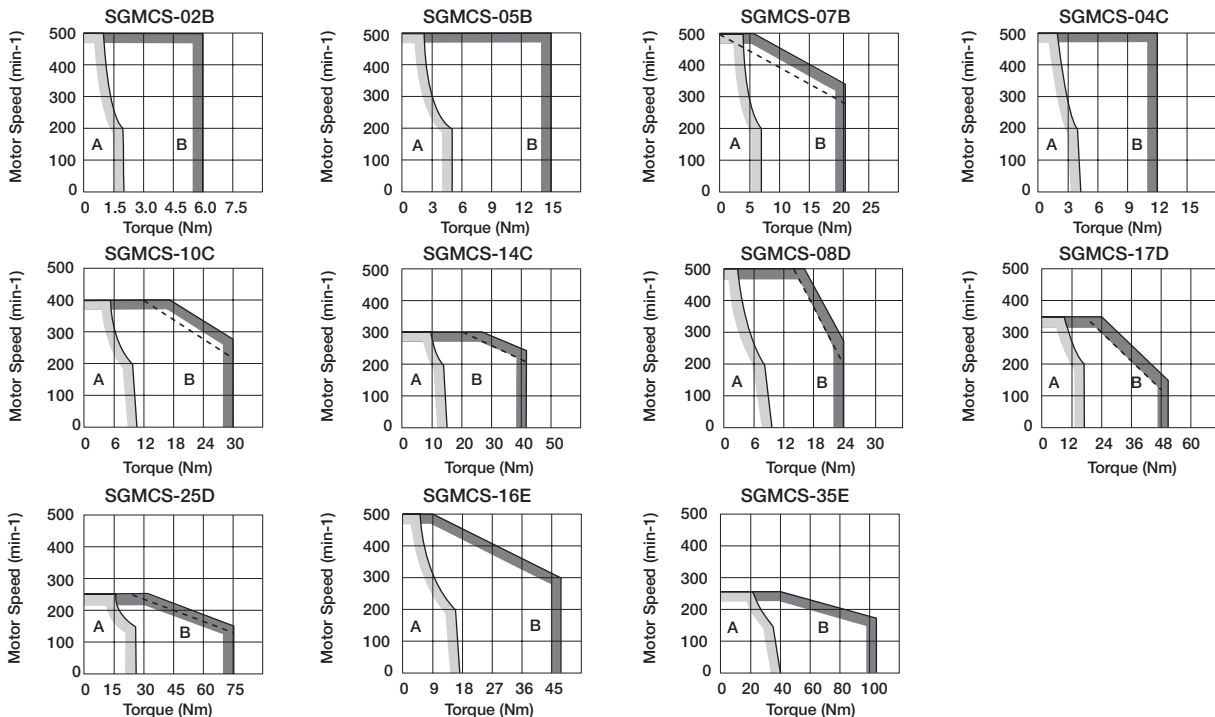 SGMCS-02B
Motor Speed (min-1)
500
400
300
200
100
0
A
B
0 1.5 3.0 4.5 6.0 7.5
Torque (Nm)
SGMCS-05B
Motor Speed (min-1)
500
400
300
200
100
0
A
B
0 3 6 9 12 15
Torque (Nm)
SGMCS-07B
Motor Speed (min-1)
500
400
300
200
100
0
A
B
0 5 10 15 20 25
Torque (Nm)
SGMCS-04C
Motor Speed (min-1)
500
400
300
200
100
0
A
B
0 3 6 9 12 15
Torque (Nm)
SGMCS-10C
Motor Speed (min-1)
500
400
300
200
100
0
A
B
0 6 12 18 24 30
Torque (Nm)
SGMCS-14C
Motor Speed (min-1)
500
400
300
200
100
0
A
B
0 10 20 30 40 50
Torque (Nm)
SGMCS-08D
Motor Speed (min-1)
500
400
300
200
100
0
A
B
0 6 12 18 24 30
Torque (Nm)
SGMCS-17D
Motor Speed (min-1)
500
400
300
200
100
0
A
B
0 12 24 36 48 60
Torque (Nm)
SGMCS-25D
Motor Speed (min-1)
500
400
300
200
100
0
A
B
0 15 30 45 60 75
Torque (Nm)
SGMCS-16E
Motor Speed (min-1)
500
400
300
200
100
0
A
B
0 9 18 27 36 45
Torque (Nm)
SGMCS-35E
Motor Speed (min-1)
500
400
300
200
100
0
A
B
0 20 40 60 80 100
Torque (Nm)